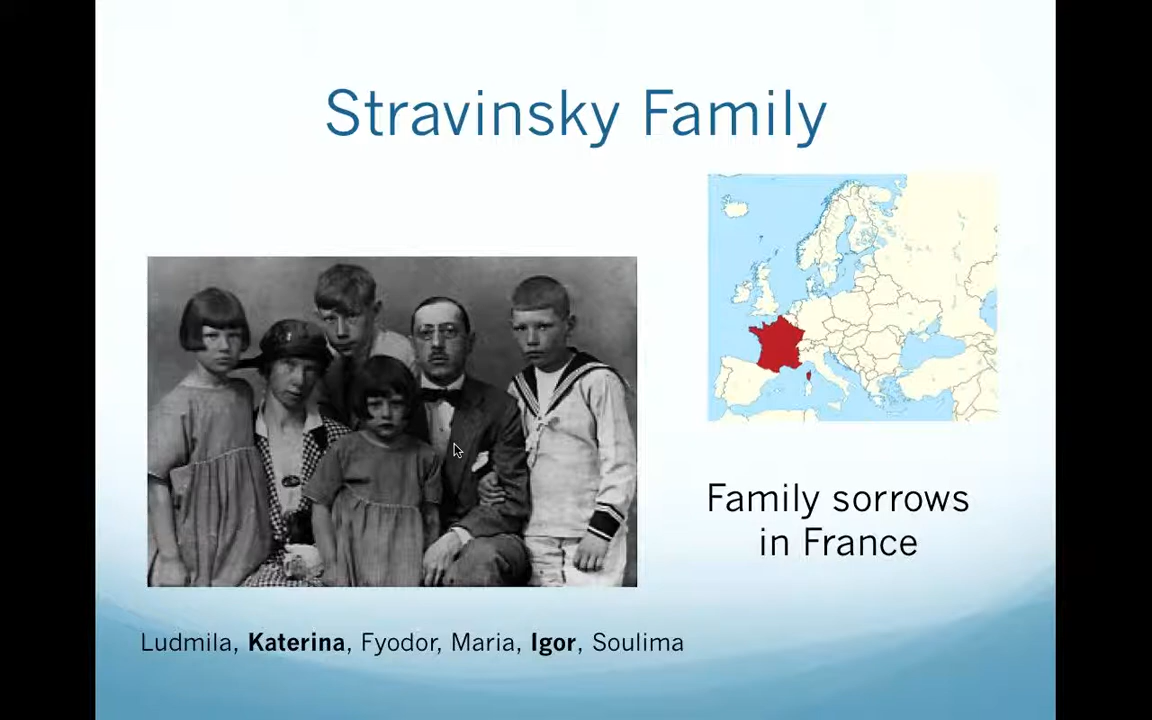 Stravinsky Family
Family sorrows
in France
Ludmila, Katerina, Fyodor, Maria, Igor, Soulima